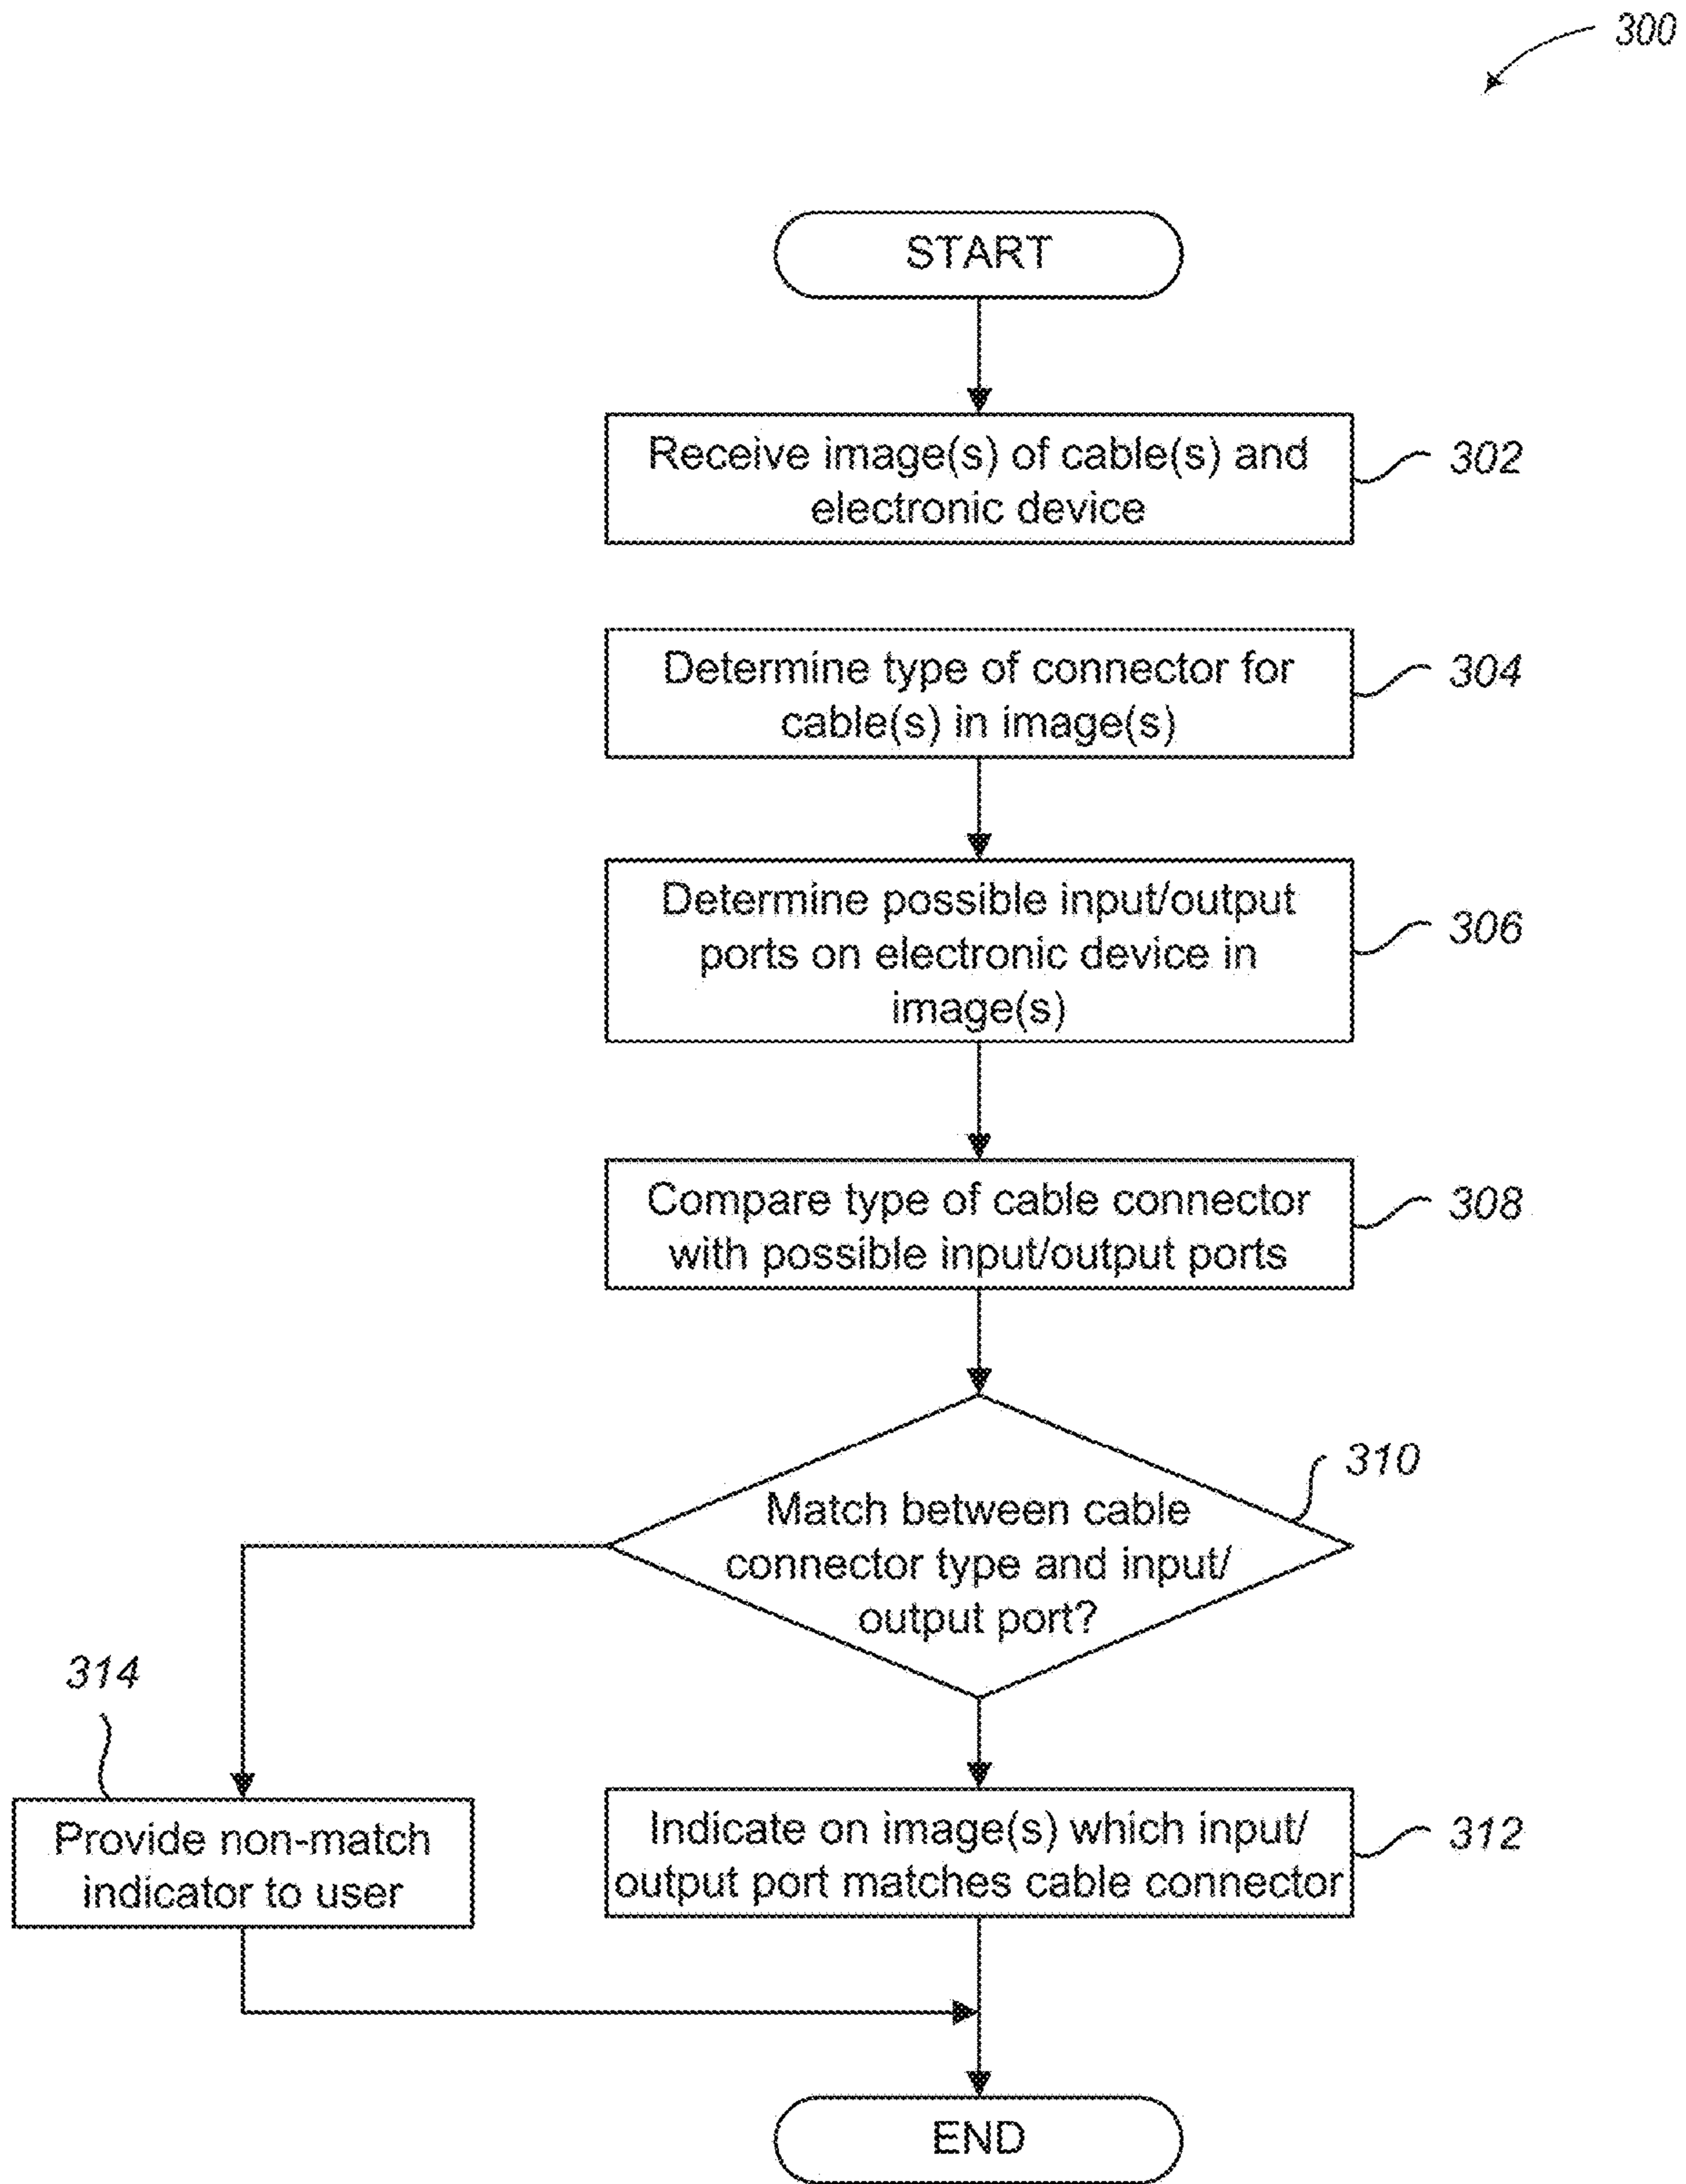 300
START
Receive image(s) of cable(s) and
electronic device
302
Determine type of connector for
cable(s) in image(s)
304
Determine possible input/output
ports on electronic device in
image(s)
306
Compare type of cable connector
with possible input/output ports
308
Match between cable
connector type and input/
output port?
310
314
Provide non-match
indicator to user
Indicate on image(s) which input/
output port matches cable connector
312
END